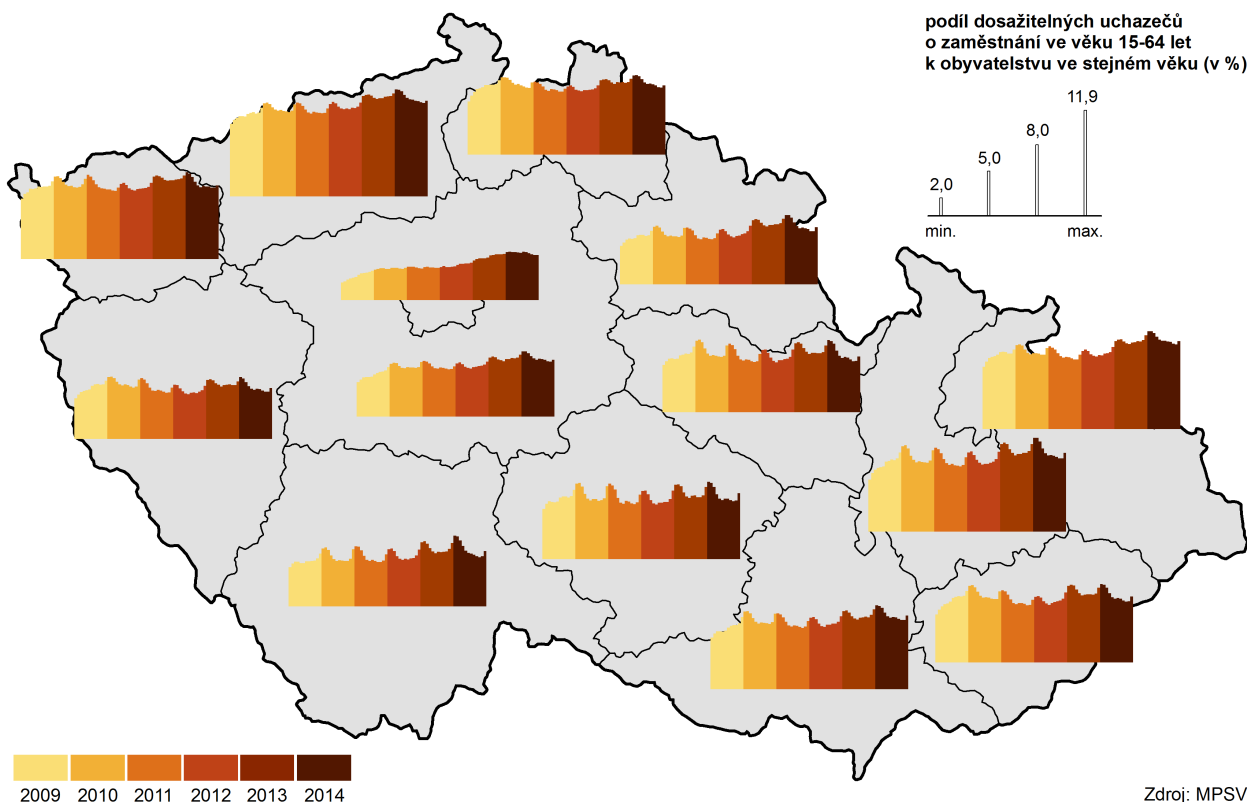 podíl dosažitelných uchazečů
o zaměstnání ve věku 15-64 let
k obyvatelstvu ve stejném věku (v %)
11,9
8,0
5,0
2,0
min.
max.
2009
2010
2011
2012
2013
2014
Zdroj: MPSV